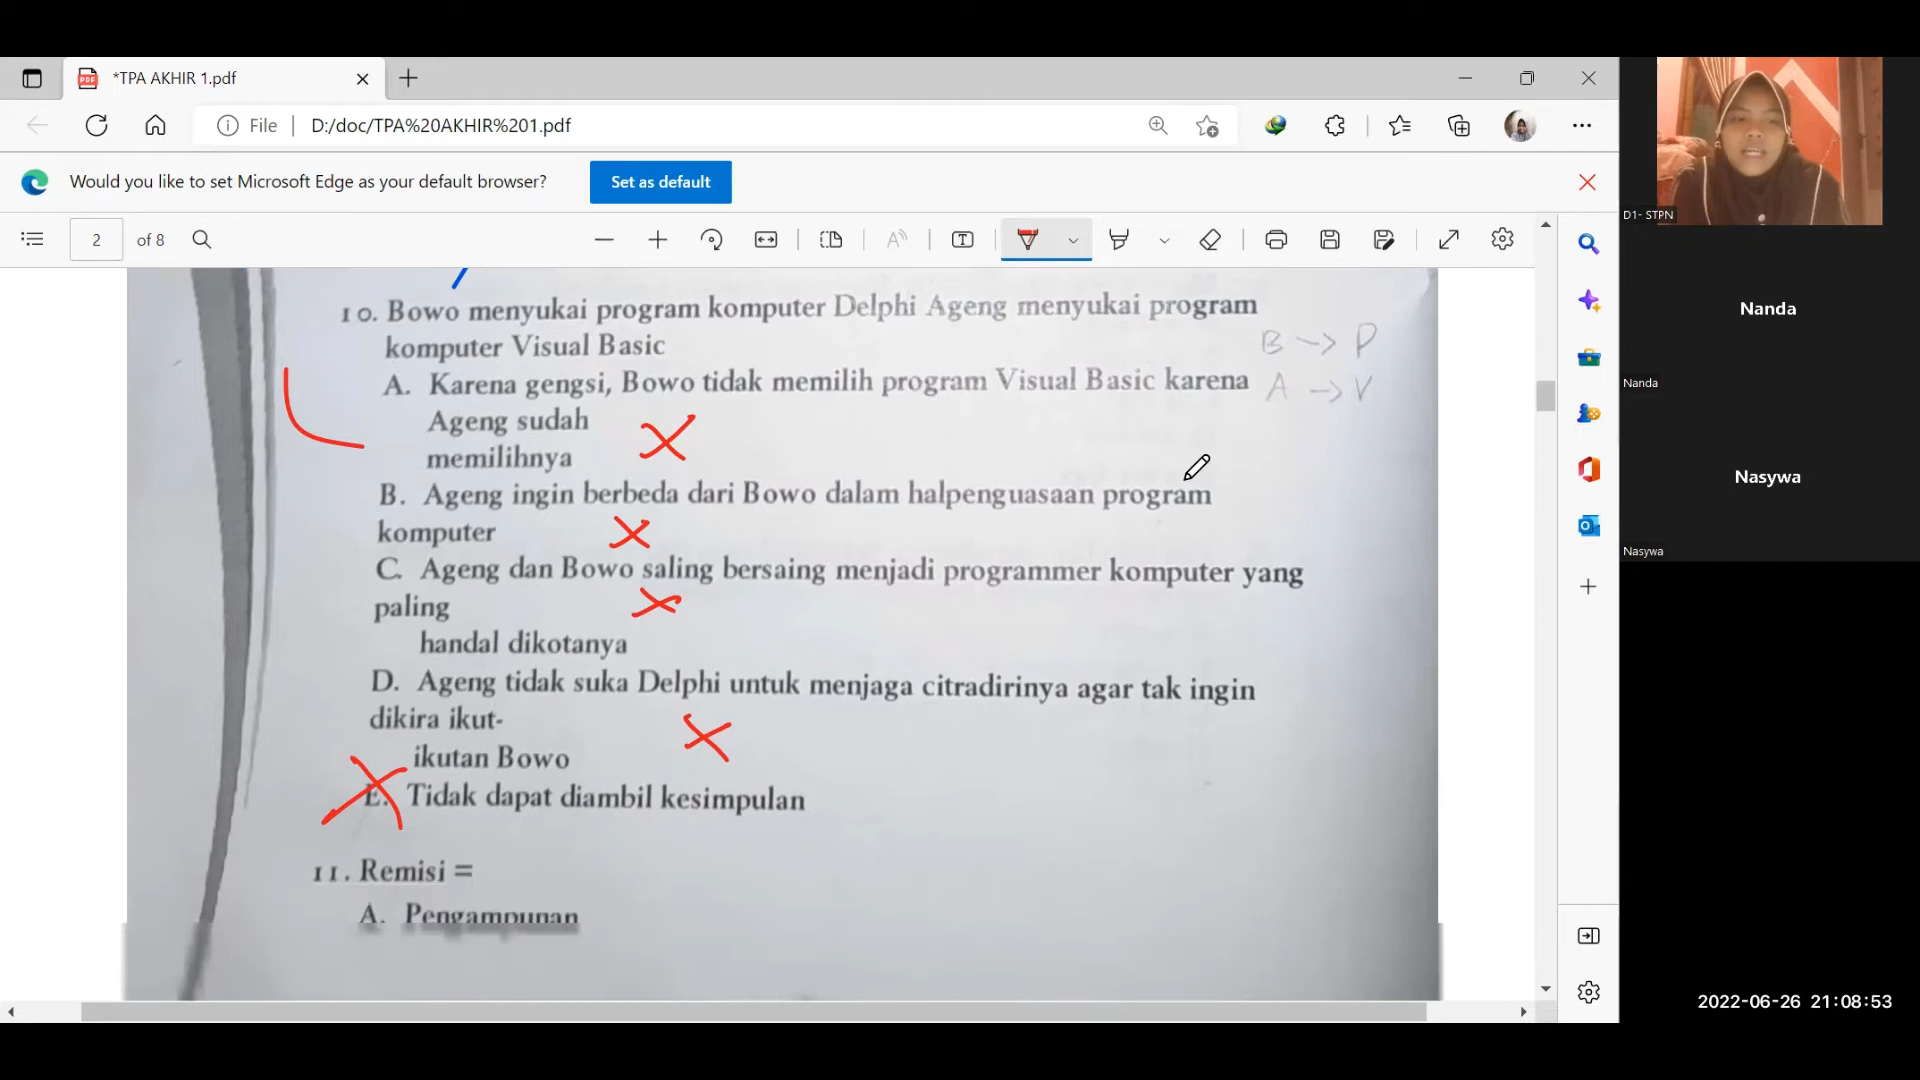 *TPA AKHIR 1.pdf
File
D:/doc/TPA%20AKHIR%201.pdf
Would you like to set Microsoft Edge as your default browser?
Set as default
2 of 8
10. Bowo menyukai program komputer Delphi Ageng menyukai program
komputer Visual Basic
B -> P
A. Karena gengsi, Bowo tidak memilih program Visual Basic karena
A -> V
Ageng sudah
memilihnya
B. Ageng ingin berbeda dari Bowo dalam halpenguasaan program
komputer
C. Ageng dan Bowo saling bersaing menjadi programmer komputer yang
paling
handal dikotanya
D. Ageng tidak suka Delphi untuk menjaga citradirinya agar tak ingin
dikira ikut-
ikutan Bowo
E. Tidak dapat diambil kesimpulan
11. Remisi =
A. Pengampunan
D1- STPN
Nanda
Nanda
Nasywa
Nasywa
2022-06-26 21:08:53